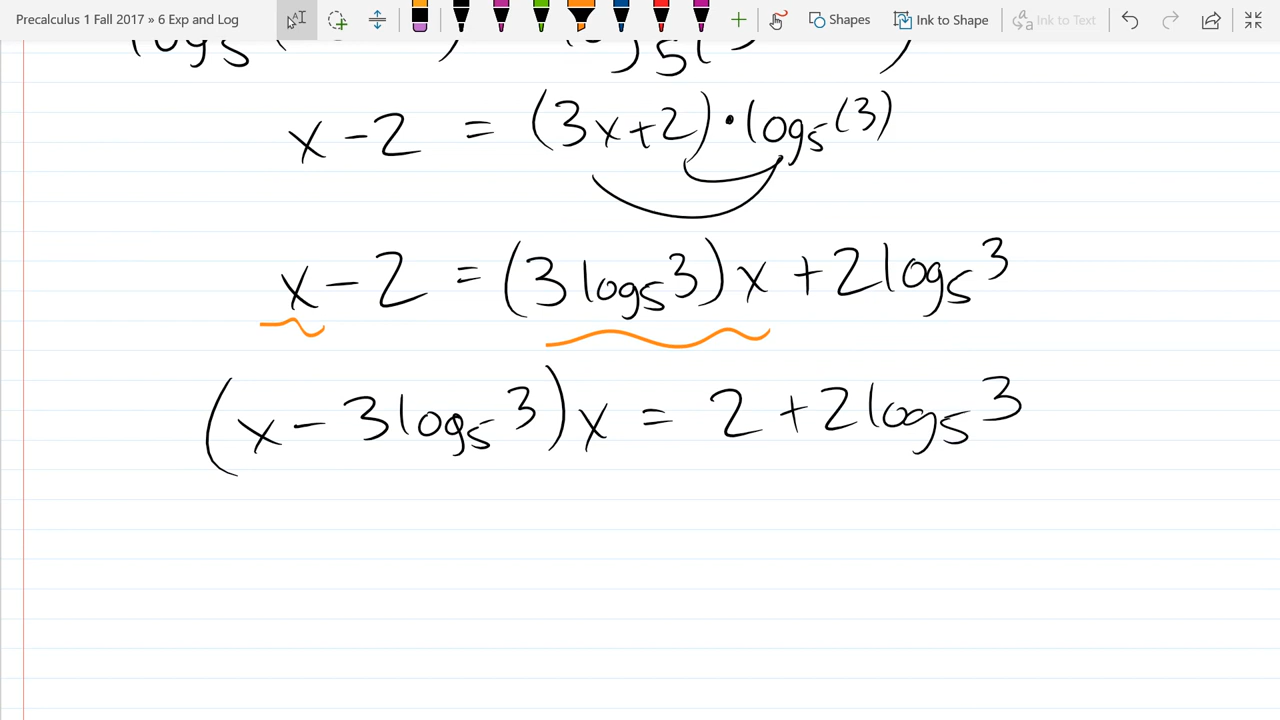 Precalculus 1 Fall 2017 » 6 Exp and Log
Shapes
Ink to Shape
Ink to Text
x - 2 = (3x+2) • log₅(3)
x - 2 = (3 log₅ 3) x + 2 log₅ 3
(x - 3 log₅ 3) x = 2 + 2 log₅ 3